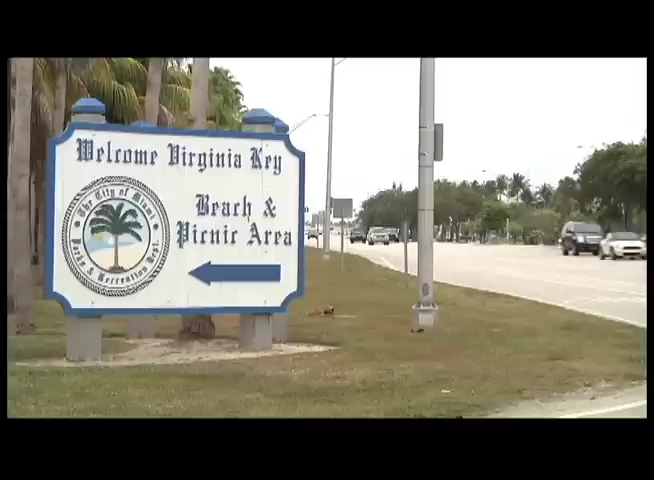 Welcome Virginia Key
Beach &
Picnic Area
The City of Miami
Parks & Recreation Dept.